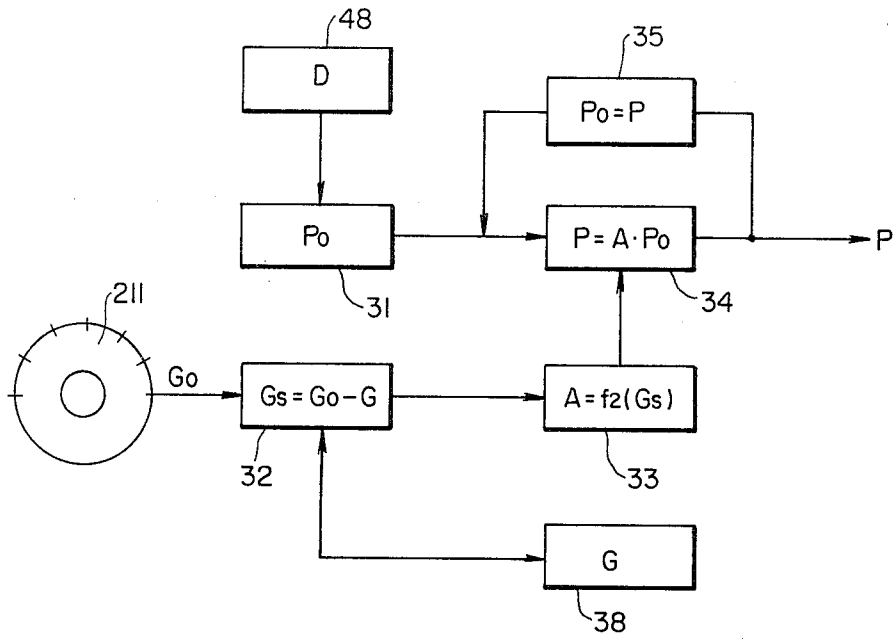 48
D
35
Po=P
Po
31
P=A·Po
34
P
211
Go
Gs=Go-G
32
A=f2(Gs)
33
G
38